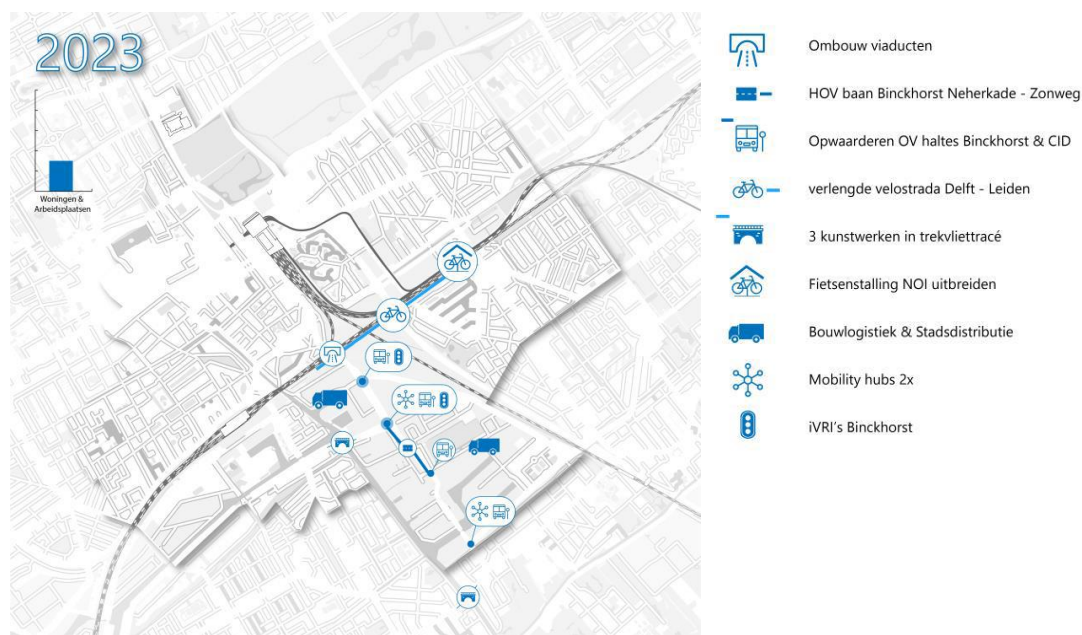 2023
Woningen &
Arbeidsplaatsen
Ombouw viaducten
HOV baan Binckhorst Neherkade - Zonweg
Opwaarderen OV haltes Binckhorst & CID
verlengde velostrada Delft - Leiden
3 kunstwerken in trekvliettracé
Fietsenstalling NOI uitbreiden
Bouwlogistiek & Stadsdistributie
Mobility hubs 2x
iVRI's Binckhorst